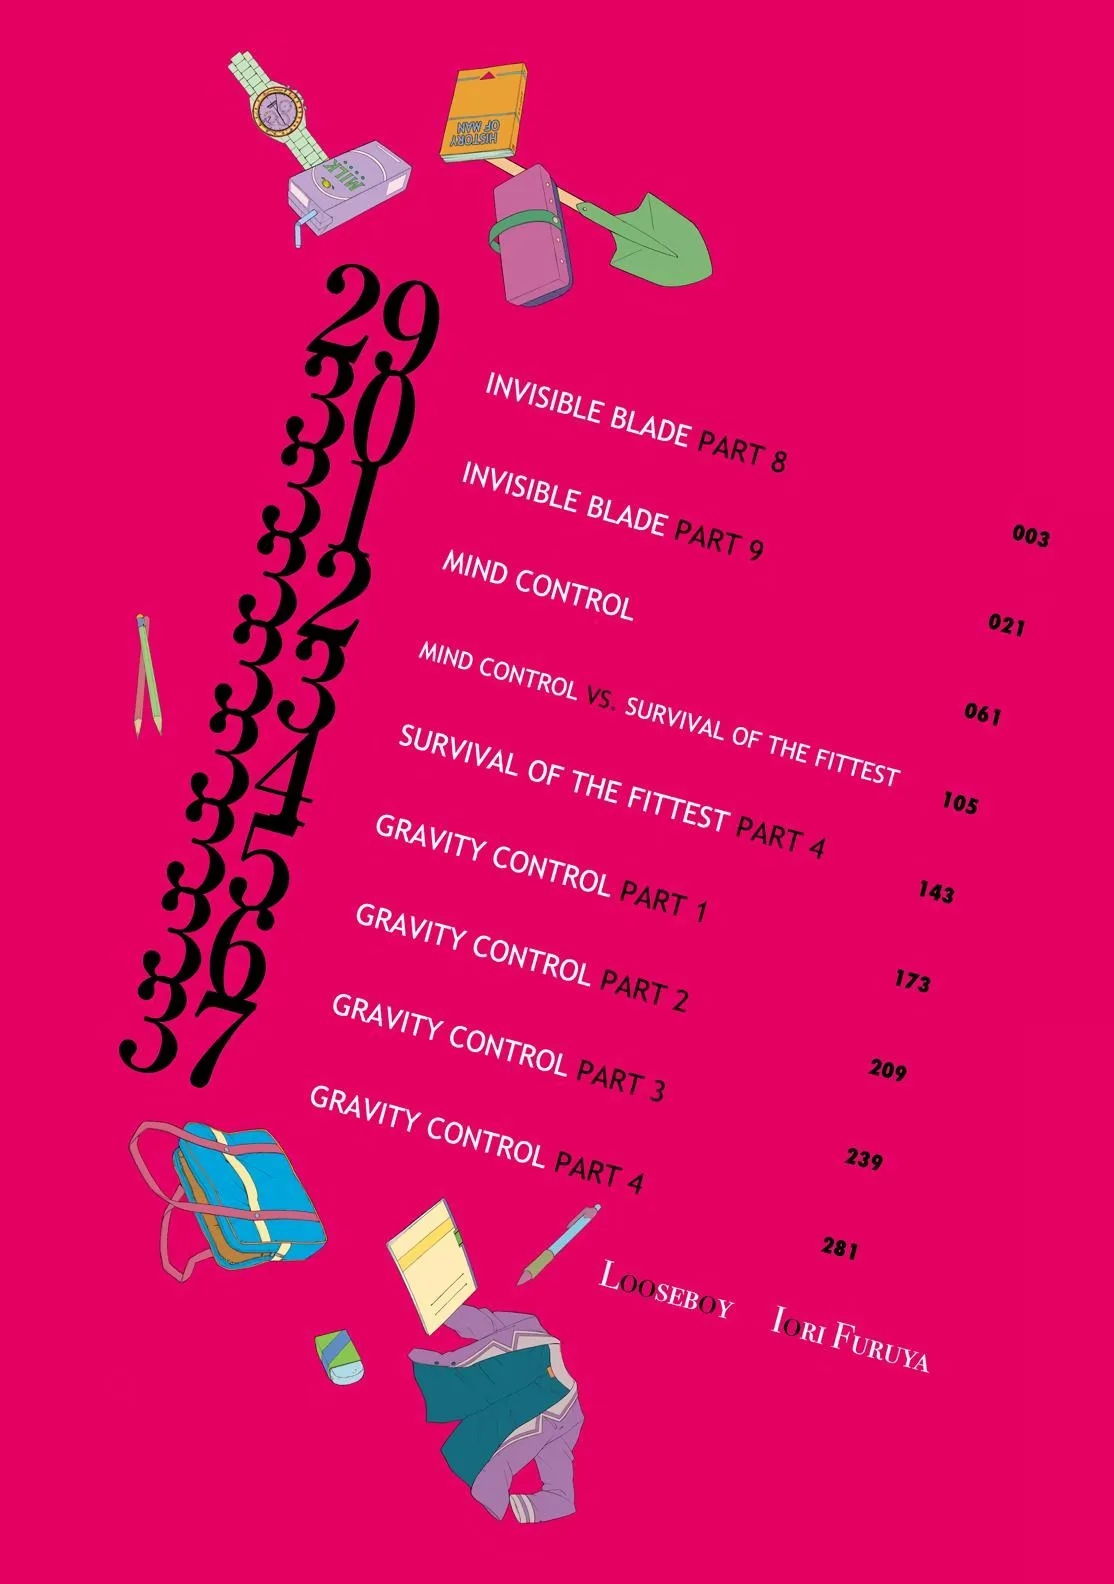 MILK
HISTORY
OF MAN
29 INVISIBLE BLADE PART 8 003
30 INVISIBLE BLADE PART 9 021
31 MIND CONTROL 061
32 MIND CONTROL VS. SURVIVAL OF THE FITTEST 105
33 SURVIVAL OF THE FITTEST PART 4 143
34 GRAVITY CONTROL PART 1 173
35 GRAVITY CONTROL PART 2 209
36 GRAVITY CONTROL PART 3 239
37 GRAVITY CONTROL PART 4 281
LOOSEBOY IORI FURUYA